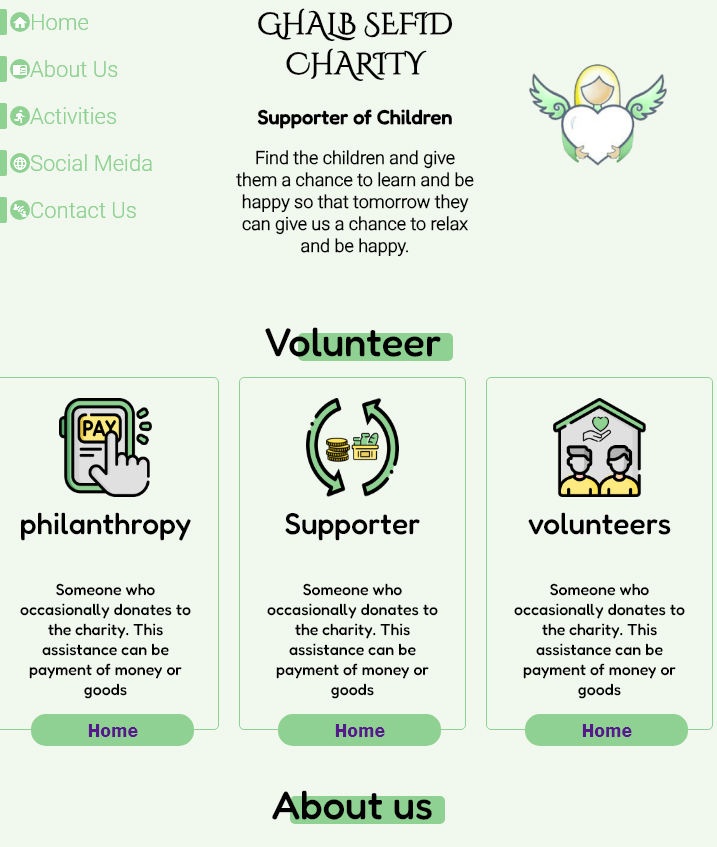 Home
About Us
Activities
Social Meida
Contact Us
GHALB SEFID
CHARITY
Supporter of Children
Find the children and give
them a chance to learn and be
happy so that tomorrow they
can give us a chance to relax
and be happy.
Volunteer
PAY
philanthropy
Someone who
occasionally donates to
the charity. This
assistance can be
payment of money or
goods
Home
Supporter
Someone who
occasionally donates to
the charity. This
assistance can be
payment of money or
goods
Home
volunteers
Someone who
occasionally donates to
the charity. This
assistance can be
payment of money or
goods
Home
About us